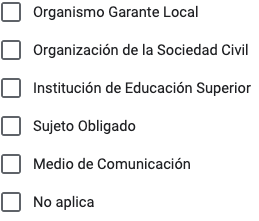 Organismo Garante Local
Organización de la Sociedad Civil
Institución de Educación Superior
Sujeto Obligado
Medio de Comunicación
No aplica